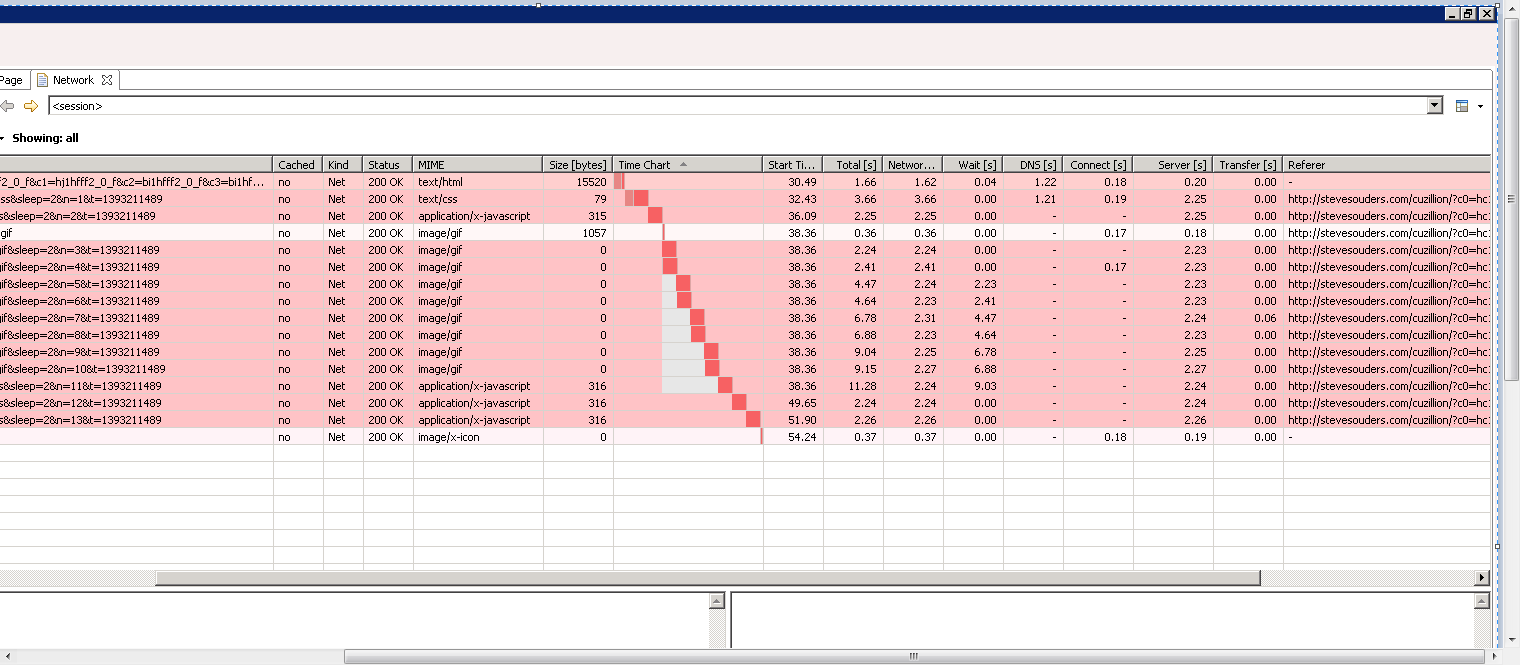 Page Network
<session>
Showing: all
Cached Kind Status MIME Size [bytes] Time Chart Start Ti... Total [s] Networ... Wait [s] DNS [s] Connect [s] Server [s] Transfer [s] Referer
f2_0_f&c1=hj1hfff2_0_f&c2=bi1hfff2_0_f&c3=bi1hf... no Net 200 OK text/html 15520 30.49 1.66 1.62 0.04 1.22 0.18 0.20 0.00 -
ss&sleep=2&n=1&t=1393211489 no Net 200 OK text/css 79 32.43 3.66 3.66 0.00 1.21 0.19 2.25 0.00 http://stevesouders.com/cuzillion/?c0=hc1
s&sleep=2&n=2&t=1393211489 no Net 200 OK application/x-javascript 315 36.09 2.25 2.25 0.00 - - 2.25 0.00 http://stevesouders.com/cuzillion/?c0=hc1
gif no Net 200 OK image/gif 1057 38.36 0.36 0.36 0.00 - 0.17 0.18 0.00 http://stevesouders.com/cuzillion/?c0=hc1
gif&sleep=2&n=3&t=1393211489 no Net 200 OK image/gif 0 38.36 2.24 2.24 0.00 - - 2.23 0.00 http://stevesouders.com/cuzillion/?c0=hc1
gif&sleep=2&n=4&t=1393211489 no Net 200 OK image/gif 0 38.36 2.41 2.41 0.00 - 0.17 2.23 0.00 http://stevesouders.com/cuzillion/?c0=hc1
gif&sleep=2&n=5&t=1393211489 no Net 200 OK image/gif 0 38.36 4.47 2.24 2.23 - - 2.23 0.00 http://stevesouders.com/cuzillion/?c0=hc1
gif&sleep=2&n=6&t=1393211489 no Net 200 OK image/gif 0 38.36 4.64 2.23 2.41 - - 2.23 0.00 http://stevesouders.com/cuzillion/?c0=hc1
gif&sleep=2&n=7&t=1393211489 no Net 200 OK image/gif 0 38.36 6.78 2.31 4.47 - - 2.24 0.06 http://stevesouders.com/cuzillion/?c0=hc1
gif&sleep=2&n=8&t=1393211489 no Net 200 OK image/gif 0 38.36 6.88 2.23 4.64 - - 2.23 0.00 http://stevesouders.com/cuzillion/?c0=hc1
gif&sleep=2&n=9&t=1393211489 no Net 200 OK image/gif 0 38.36 9.04 2.25 6.78 - - 2.25 0.00 http://stevesouders.com/cuzillion/?c0=hc1
gif&sleep=2&n=10&t=1393211489 no Net 200 OK image/gif 0 38.36 9.15 2.27 6.88 - - 2.27 0.00 http://stevesouders.com/cuzillion/?c0=hc1
s&sleep=2&n=11&t=1393211489 no Net 200 OK application/x-javascript 316 38.36 11.28 2.24 9.03 - - 2.24 0.00 http://stevesouders.com/cuzillion/?c0=hc1
s&sleep=2&n=12&t=1393211489 no Net 200 OK application/x-javascript 316 49.65 2.24 2.24 0.00 - - 2.24 0.00 http://stevesouders.com/cuzillion/?c0=hc1
s&sleep=2&n=13&t=1393211489 no Net 200 OK application/x-javascript 316 51.90 2.26 2.26 0.00 - - 2.26 0.00 http://stevesouders.com/cuzillion/?c0=hc1
no Net 200 OK image/x-icon 0 54.24 0.37 0.37 0.00 - 0.18 0.19 0.00 -